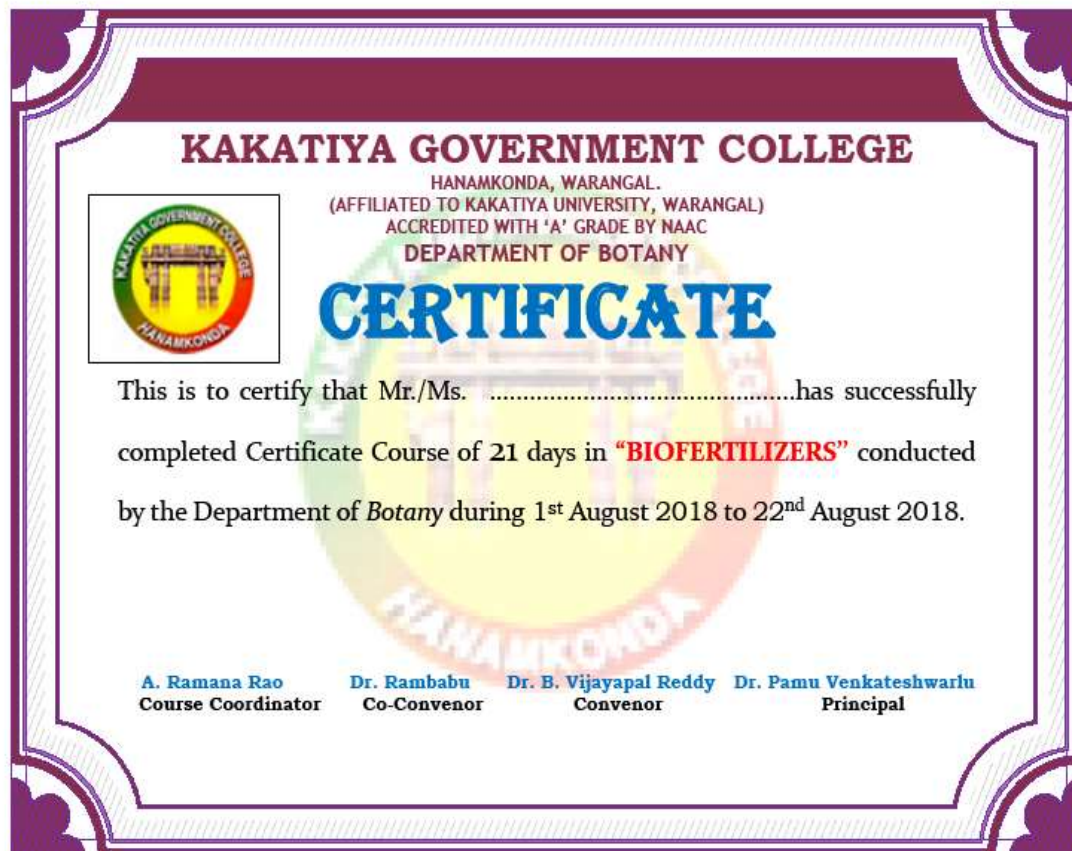 KAKATIYA GOVERNMENT COLLEGE
HANAMKONDA, WARANGAL.
(AFFILIATED TO KAKATIYA UNIVERSITY, WARANGAL)
ACCREDITED WITH ‘A’ GRADE BY NAAC
DEPARTMENT OF BOTANY
KAKATIYA GOVERNMENT COLLEGE
HANAMKONDA
CERTIFICATE
This is to certify that Mr./Ms. ..............................................has successfully
completed Certificate Course of 21 days in “BIOFERTILIZERS” conducted
by the Department of Botany during 1st August 2018 to 22nd August 2018.
HANAMKONDA
A. Ramana Rao Dr. Rambabu Dr. B. Vijayapal Reddy Dr. Pamu Venkateshwarlu
Course Coordinator Co-Convenor Convenor Principal